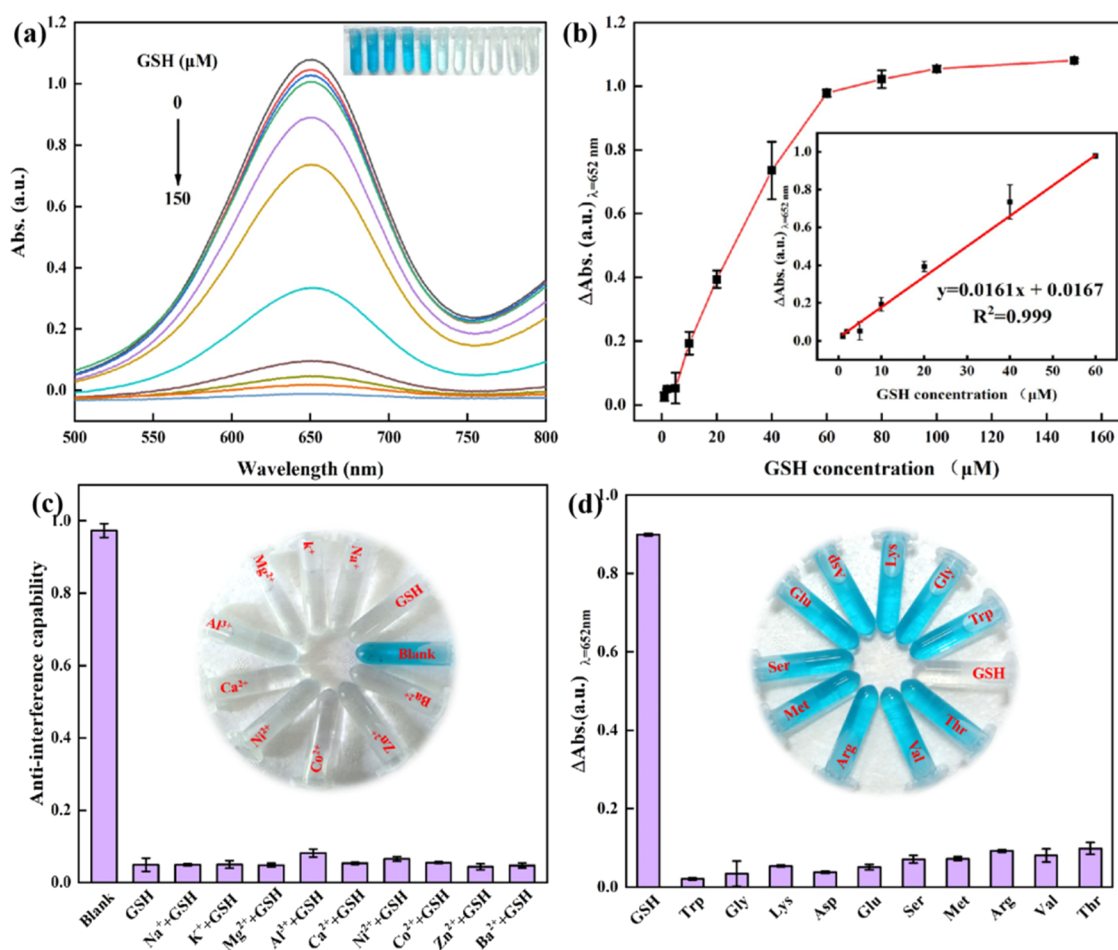 (a)
GSH (μM)
0
150
1.2
1.0
0.8
0.6
0.4
0.2
0.0
Abs. (a.u.)
500
550
600
650
700
750
800
Wavelength (nm)
(b)
1.2
1.0
0.8
0.6
0.4
0.2
0.0
ΔAbs. (a.u.) λ=652 nm
0
20
40
60
80
100
120
140
160
GSH concentration （μM）
1.0
0.8
0.6
0.4
0.2
0.0
ΔAbs. (a.u.) λ=652 nm
y=0.0161x + 0.0167
R²=0.999
0
10
20
30
40
50
60
GSH concentration （μM）
(c)
1.0
0.8
0.6
0.4
0.2
0.0
Anti-interference capability
K⁺
Na⁺
Mg²⁺
GSH
Al³⁺
Blank
Ca²⁺
Ba²⁺
Ni²⁺
Zn²⁺
Co²⁺
Blank
GSH
Na⁺+GSH
K⁺+GSH
Mg²⁺+GSH
Al³⁺+GSH
Ca²⁺+GSH
Ni²⁺+GSH
Co²⁺+GSH
Zn²⁺+GSH
Ba²⁺+GSH
(d)
1.0
0.8
0.6
0.4
0.2
0.0
ΔAbs.(a.u.) λ=652nm
Asp
Lys
Gly
Glu
Trp
Ser
GSH
Met
Thr
Arg
Val
GSH
Trp
Gly
Lys
Asp
Glu
Ser
Met
Arg
Val
Thr